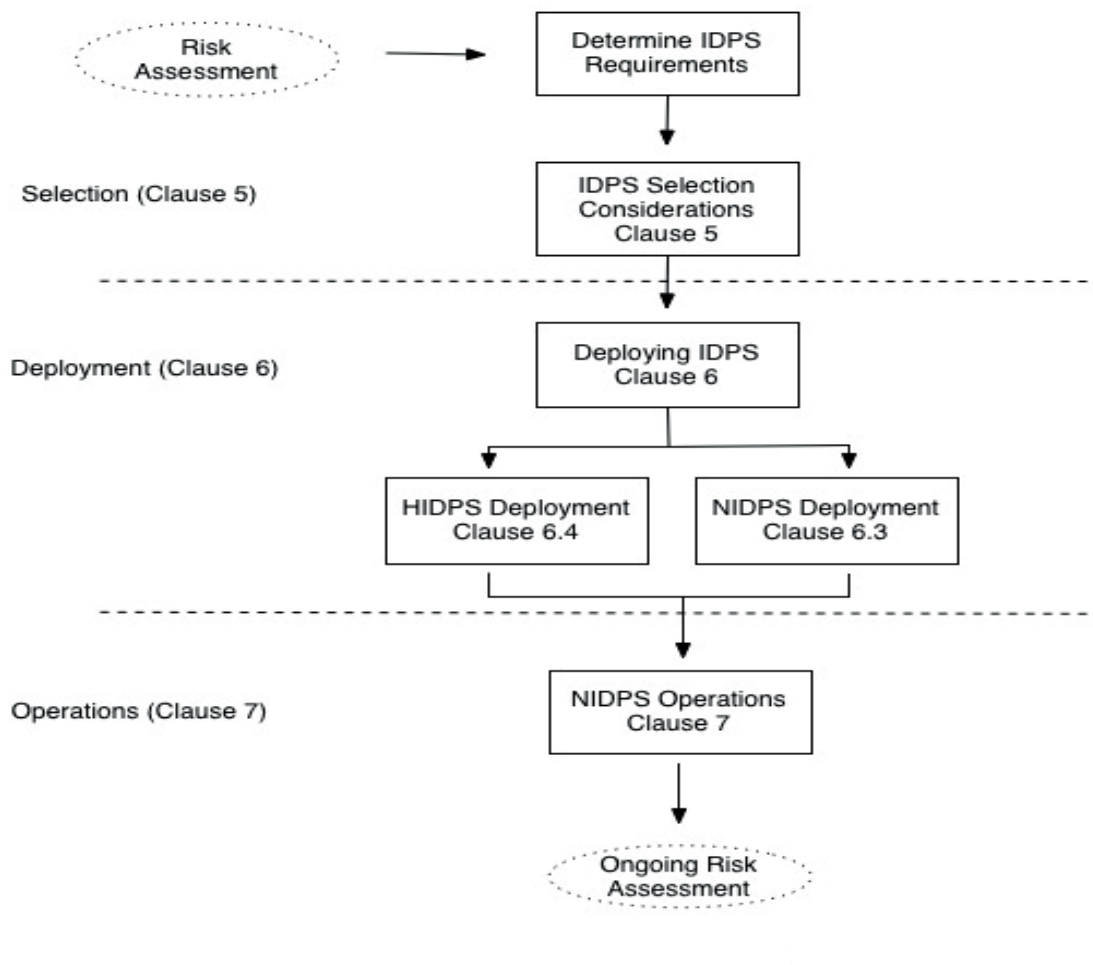 Risk
Assessment
Determine IDPS
Requirements
Selection (Clause 5)
IDPS Selection
Considerations
Clause 5
Deployment (Clause 6)
Deploying IDPS
Clause 6
HIDPS Deployment
Clause 6.4
NIDPS Deployment
Clause 6.3
Operations (Clause 7)
NIDPS Operations
Clause 7
Ongoing Risk
Assessment